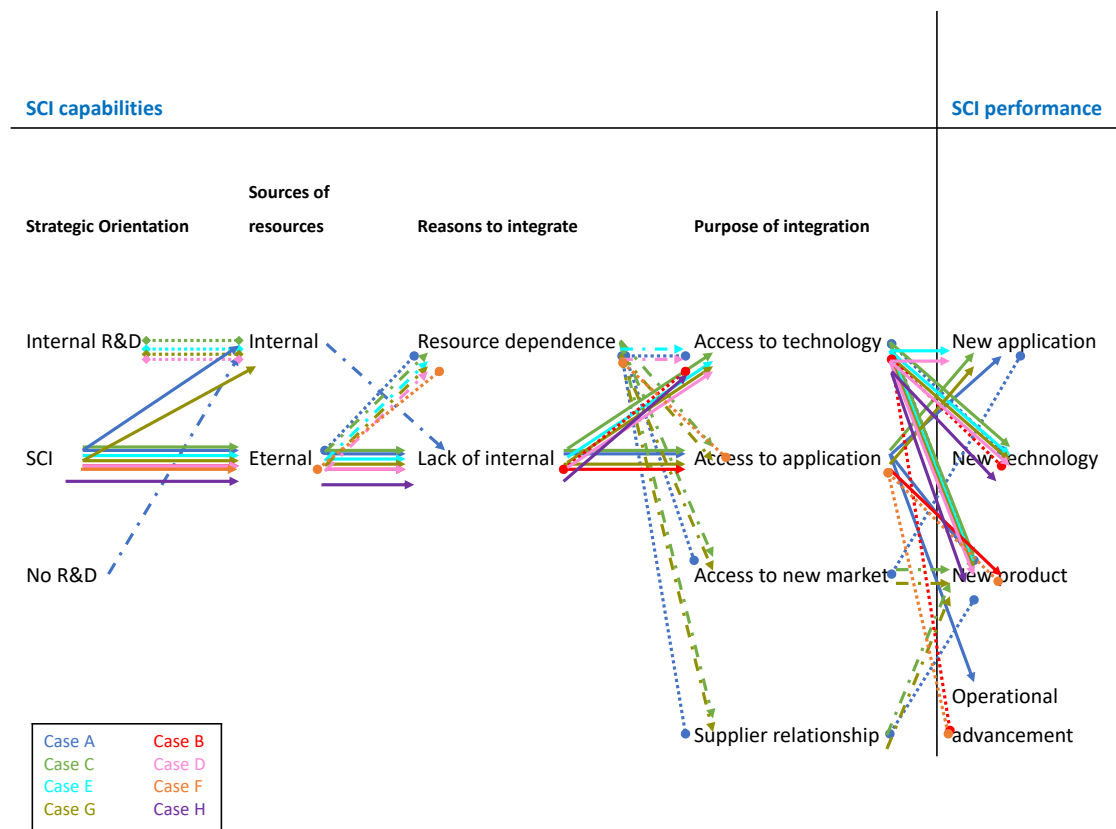 SCI capabilities SCI performance
Sources of
Strategic Orientation resources Reasons to integrate Purpose of integration
Internal R&D Internal Resource dependence Access to technology New application
SCI Eternal Lack of internal Access to application New technology
No R&D Access to new market New product
Operational
Supplier relationship advancement
Case A Case B
Case C Case D
Case E Case F
Case G Case H